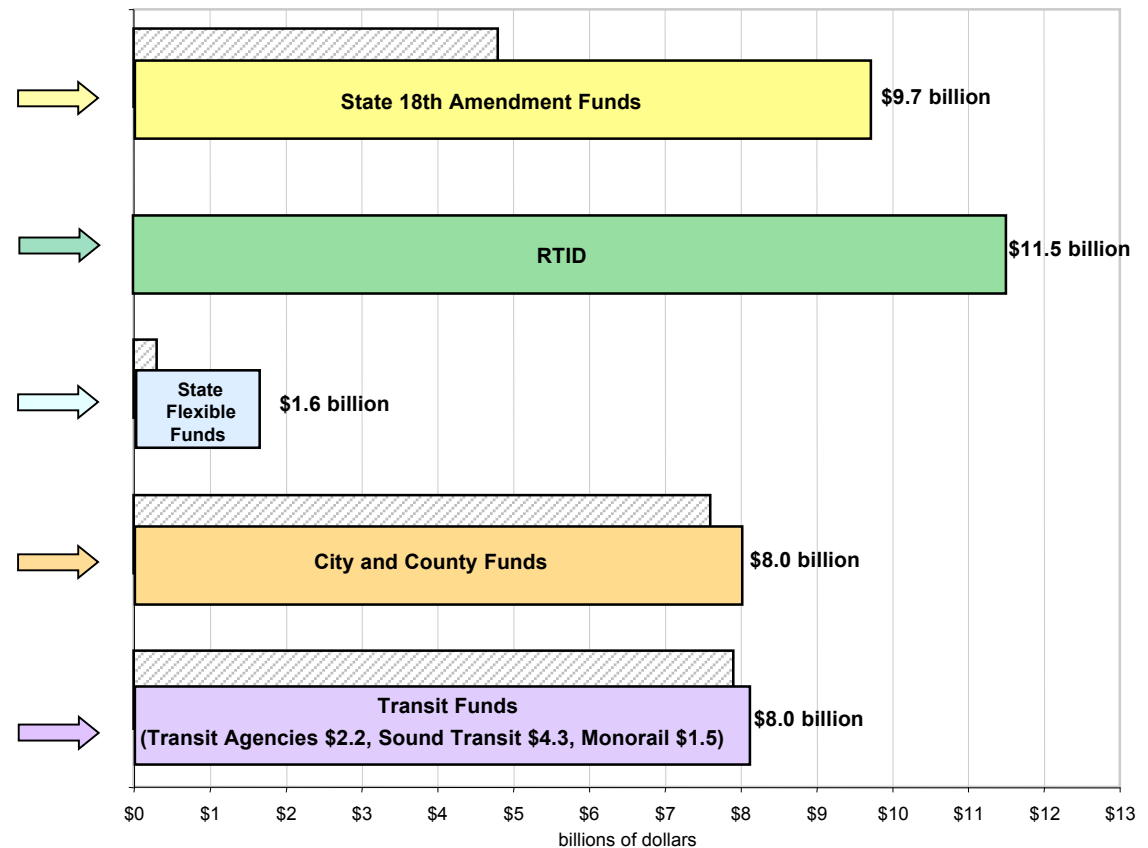 State 18th Amendment Funds
$9.7 billion
RTID
$11.5 billion
State
Flexible
Funds
$1.6 billion
City and County Funds
$8.0 billion
Transit Funds
(Transit Agencies $2.2, Sound Transit $4.3, Monorail $1.5)
$8.0 billion
$0 $1 $2 $3 $4 $5 $6 $7 $8 $9 $10 $11 $12 $13
billions of dollars